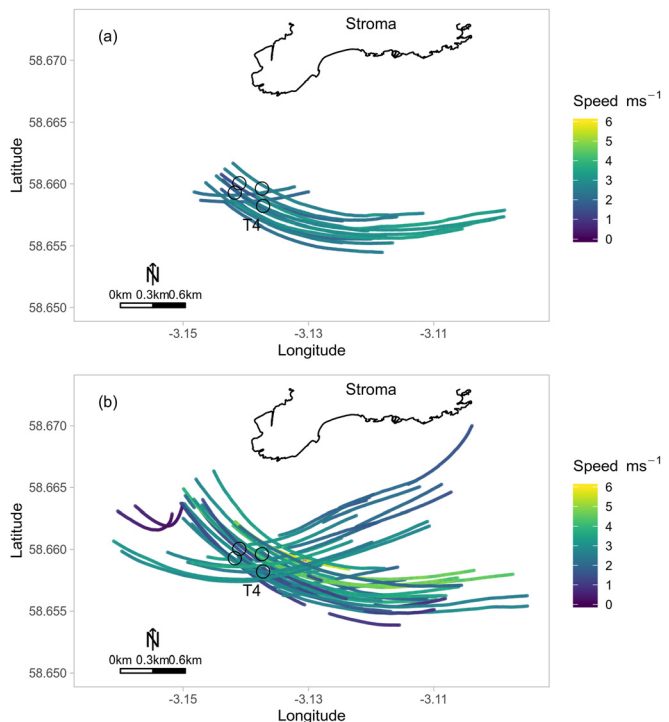 (a)
Stroma
58.670
58.665
58.660
58.655
58.650
Latitude
T4
N
0km 0.3km 0.6km
-3.15
-3.13
-3.11
Longitude
Speed ms⁻¹
6
5
4
3
2
1
0
(b)
Stroma
58.670
58.665
58.660
58.655
58.650
Latitude
T4
N
0km 0.3km 0.6km
-3.15
-3.13
-3.11
Longitude
Speed ms⁻¹
6
5
4
3
2
1
0